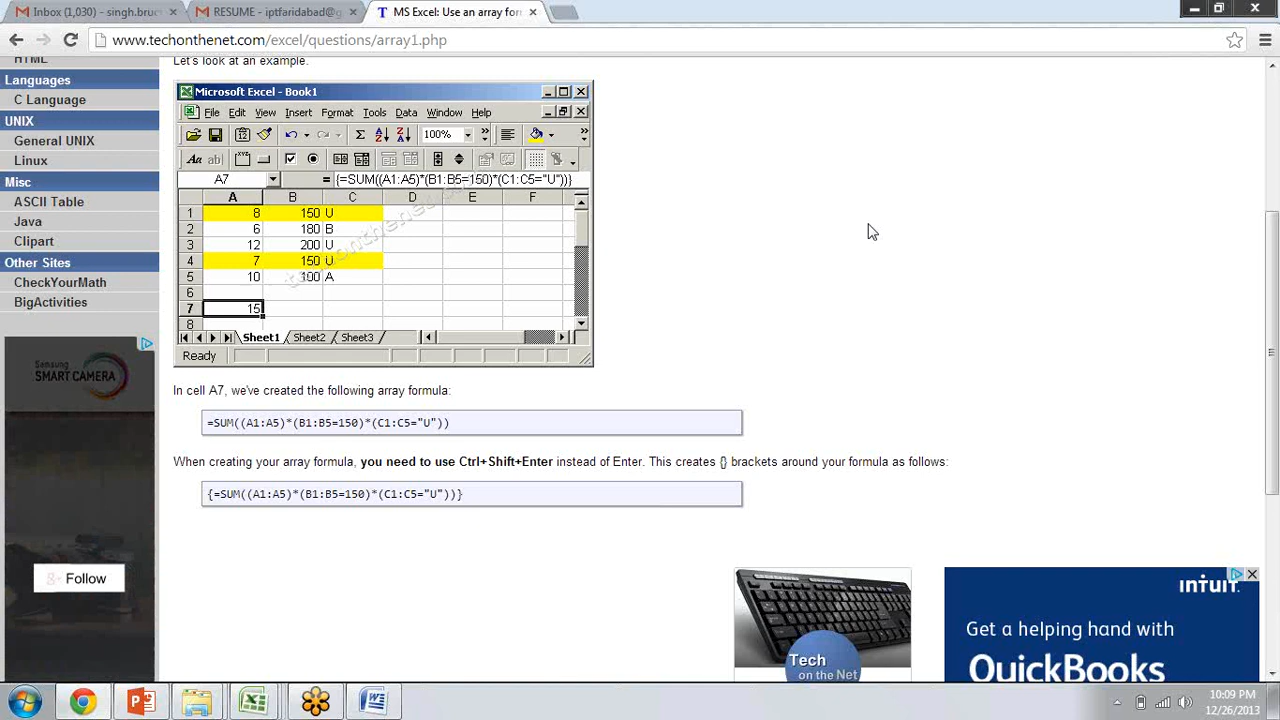 Inbox (1,030) - singh.bruc
RESUME - iptfaridabad@g
MS Excel: Use an array for
www.techonthenet.com/excel/questions/array1.php
HTML
Languages
C Language
UNIX
General UNIX
Linux
Misc
ASCII Table
Java
Clipart
Other Sites
CheckYourMath
BigActivities
Samsung
SMART CAMERA
Follow
Let's look at an example.
Microsoft Excel - Book1
File Edit View Insert Format Tools Data Window Help
100%
A7 = {=SUM((A1:A5)*(B1:B5=150)*(C1:C5="U"))}
A B C D E F
1 8 150 U
2 6 180 B
3 12 200 U
4 7 150 U
5 10 100 A
6
7 15
8
Sheet1 Sheet2 Sheet3
Ready
In cell A7, we've created the following array formula:
=SUM((A1:A5)*(B1:B5=150)*(C1:C5="U"))
When creating your array formula, you need to use Ctrl+Shift+Enter instead of Enter. This creates {} brackets around your formula as follows:
{=SUM((A1:A5)*(B1:B5=150)*(C1:C5="U"))}
Tech
on the Net
intuit
Get a helping hand with
QuickBooks
10:09 PM
12/26/2013